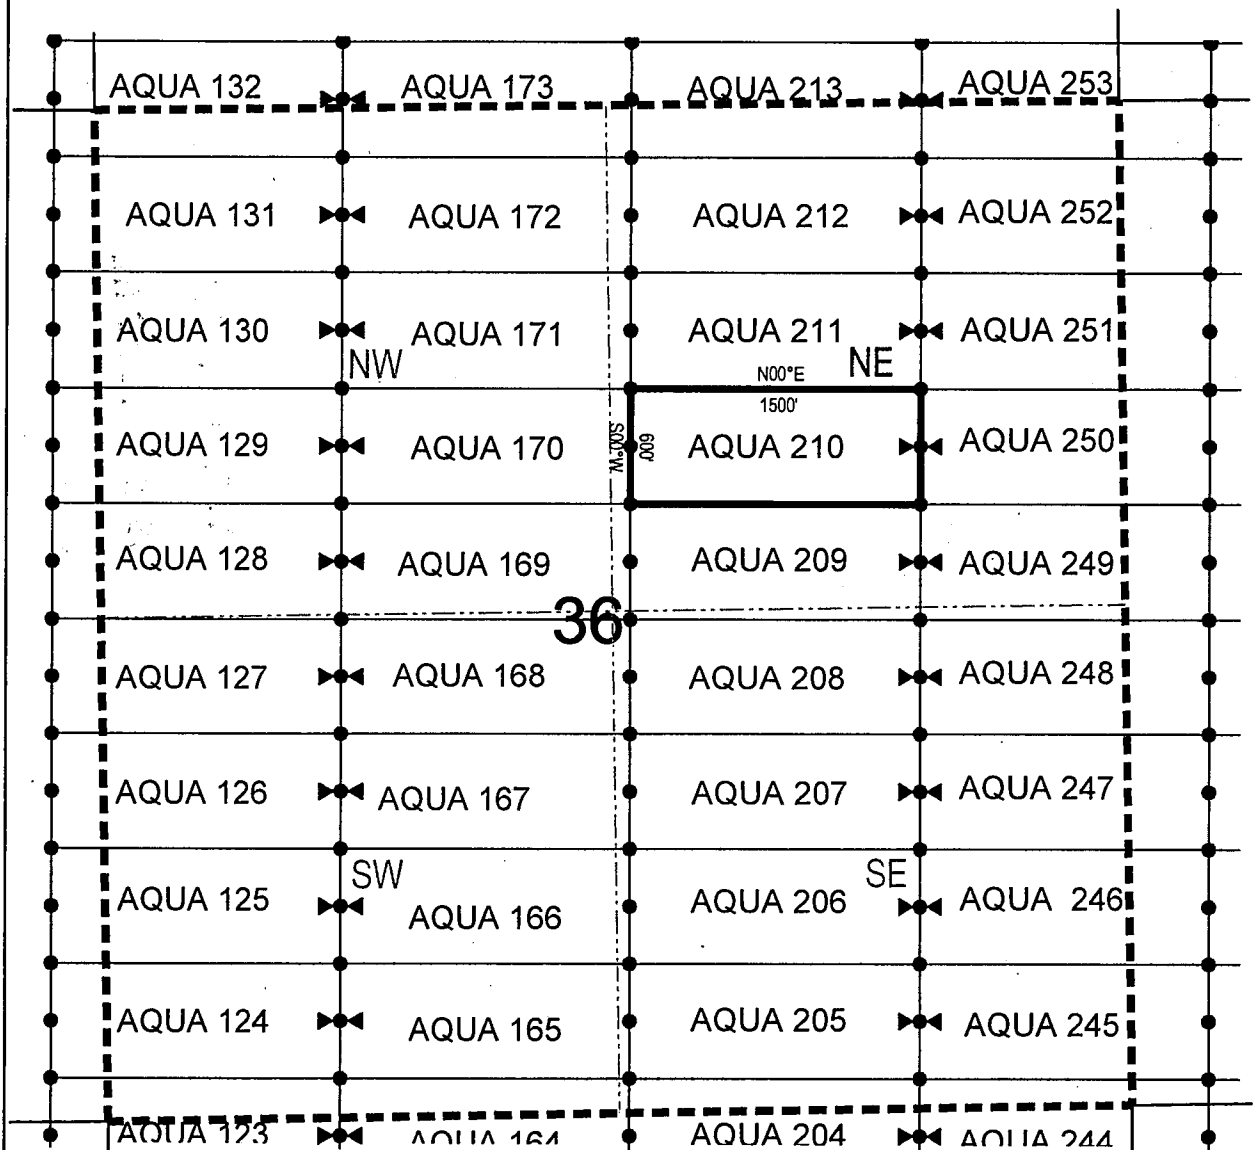 AQUA 132 AQUA 173 AQUA 213 AQUA 253
AQUA 131 AQUA 172 AQUA 212 AQUA 252
AQUA 130 AQUA 171 AQUA 211 AQUA 251
NW NE
N00°E
1500'
AQUA 129 AQUA 170 S00°W 600' AQUA 210 AQUA 250
AQUA 128 AQUA 169 AQUA 209 AQUA 249
36
AQUA 127 AQUA 168 AQUA 208 AQUA 248
AQUA 126 AQUA 167 AQUA 207 AQUA 247
SW SE
AQUA 125 AQUA 166 AQUA 206 AQUA 246
AQUA 124 AQUA 165 AQUA 205 AQUA 245
AQUA 123 AQUA 164 AQUA 204 AQUA 244